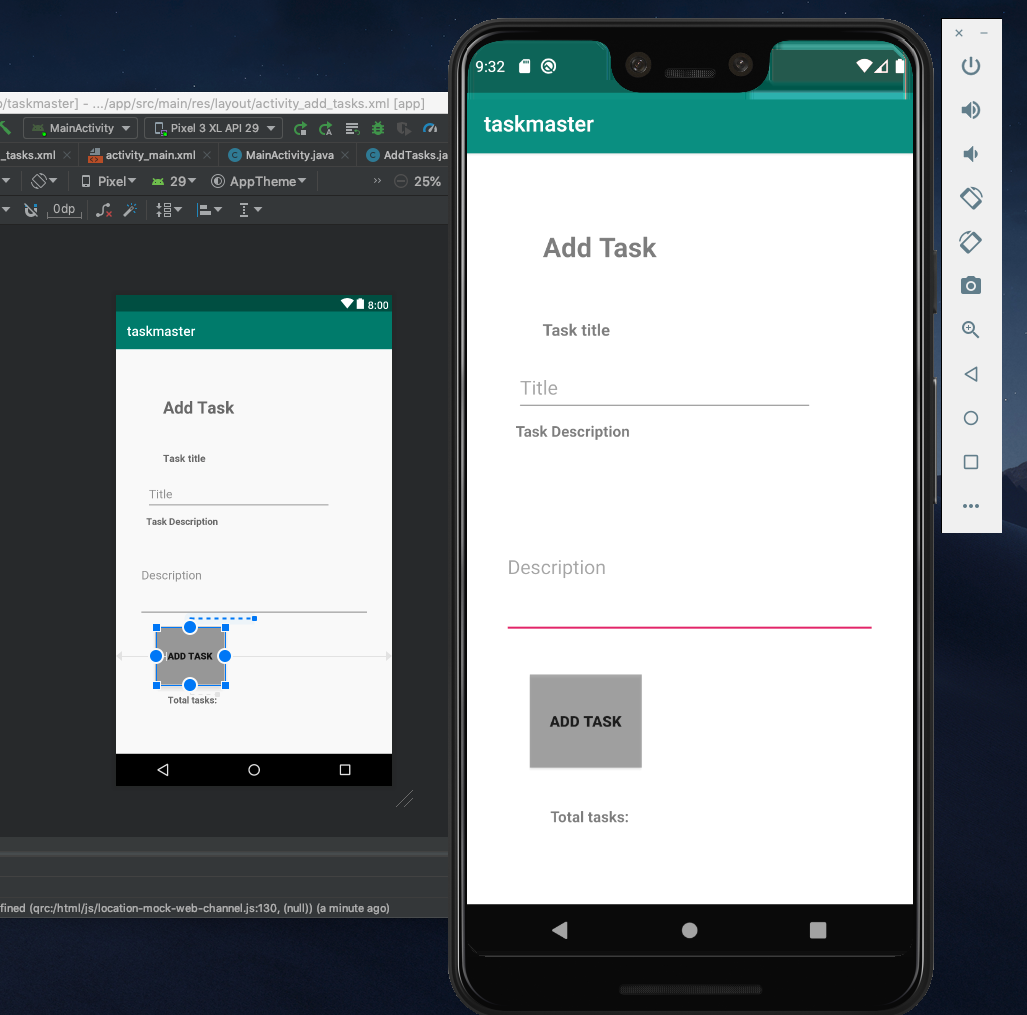 o/taskmaster] - .../app/src/main/res/layout/activity_add_tasks.xml [app]
MainActivity
Pixel 3 XL API 29
_tasks.xml
activity_main.xml
MainActivity.java
AddTasks.ja
Pixel
29
AppTheme
25%
0dp
8:00
taskmaster
Add Task
Task title
Title
Task Description
Description
ADD TASK
Total tasks:
fined (qrc:/html/js/location-mock-web-channel.js:130, (null)) (a minute ago)
9:32
taskmaster
Add Task
Task title
Title
Task Description
Description
ADD TASK
Total tasks: